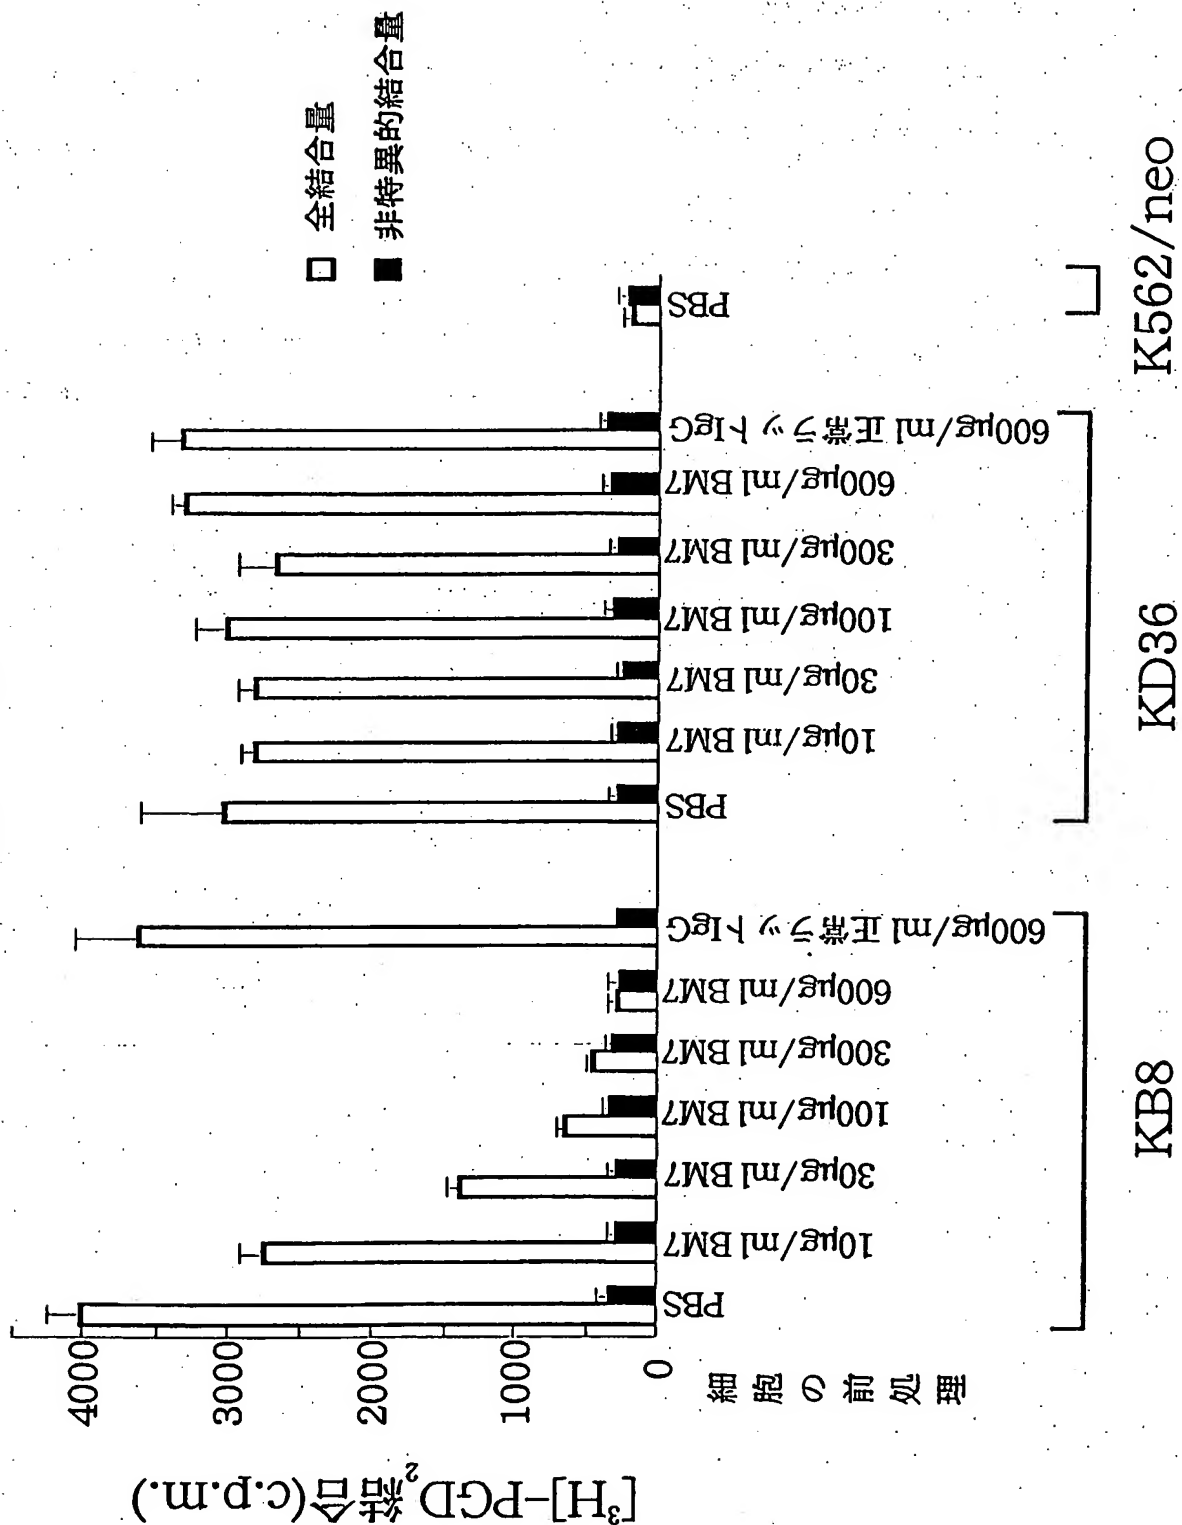 [³H]-PGD₂結合(c.p.m.)
4000
3000
2000
1000
0
□ 全結合量
■ 非特異的結合量
細胞の前処理
PBS
10μg/ml BM7
30μg/ml BM7
100μg/ml BM7
300μg/ml BM7
600μg/ml BM7
600μg/ml 正常ラットIgG
PBS
10μg/ml BM7
30μg/ml BM7
100μg/ml BM7
300μg/ml BM7
600μg/ml BM7
600μg/ml 正常ラットIgG
PBS
KB8
KD36
K562/neo